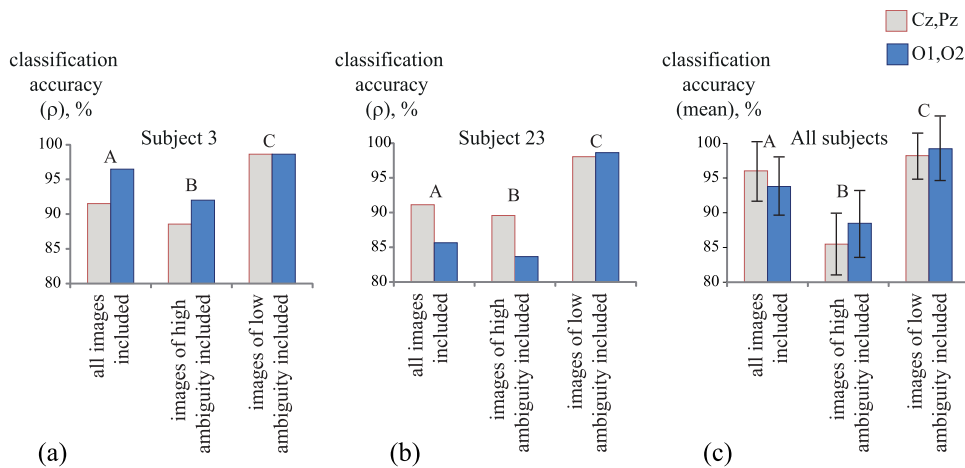 Cz,Pz
O1,O2
classification
accuracy
(ρ), %
Subject 3
100
95
90
85
80
A
B
C
all images
included
images of high
ambiguity included
images of low
ambiguity included
(a)
classification
accuracy
(ρ), %
Subject 23
100
95
90
85
80
A
B
C
all images
included
images of high
ambiguity included
images of low
ambiguity included
(b)
classification
accuracy
(mean), %
All subjects
100
95
90
85
80
A
B
C
all images
included
images of high
ambiguity included
images of low
ambiguity included
(c)